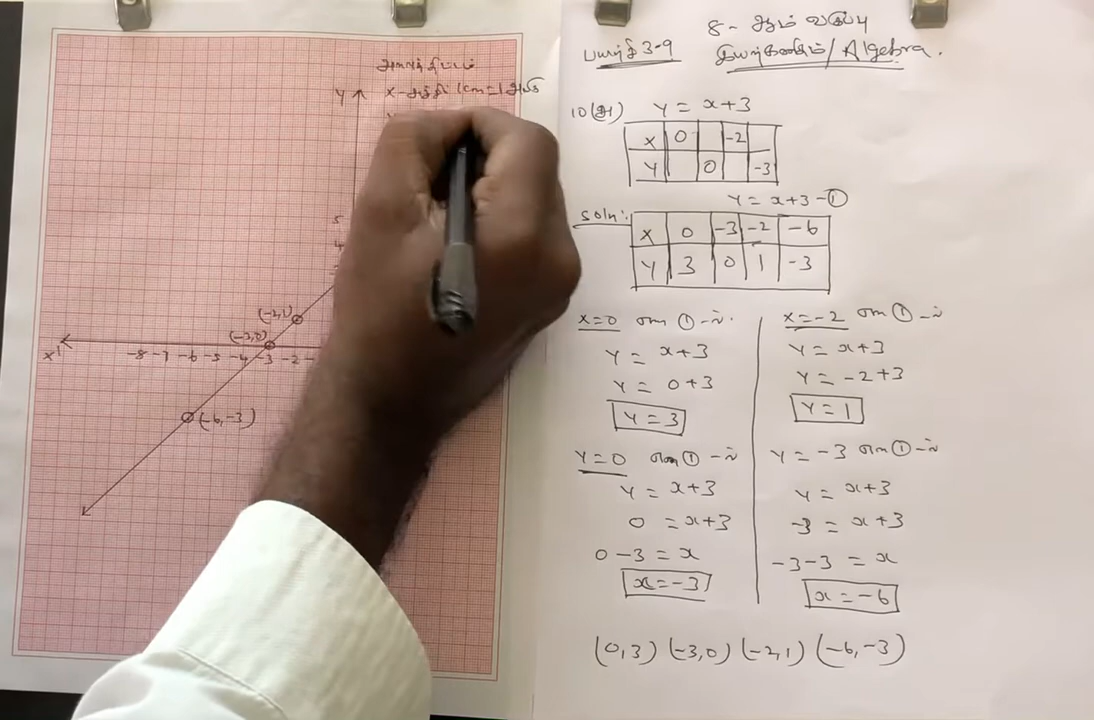 அளவுத்திட்டம்
Y X-அச்சில் 1cm=1 அலகு
5
4
(-2,1)
(-3,0)
X' -8 -7 -6 -5 -4 -3 -2
(-6,-3)
8-ஆம் வகுப்பு
பயிற்சி 3.9 இயற்கணிதம்/Algebra.
10(அ) Y = x+3
X 0 -2
Y 0 -3
Y = x+3 -①
Soln:
X 0 -3 -2 -6
Y 3 0 1 -3
x=0 எனில் ①-ல்
Y = x+3
Y = 0+3
Y = 3
x=-2 எனில் ①-ல்
Y = x+3
Y = -2+3
Y = 1
Y=0 எனில் ①-ல்
Y = x+3
0 = x+3
0-3 = x
x=-3
Y = -3 எனில் ①-ல்
Y = x+3
-3 = x+3
-3-3 = x
x = -6
(0,3) (-3,0) (-2,1) (-6,-3)